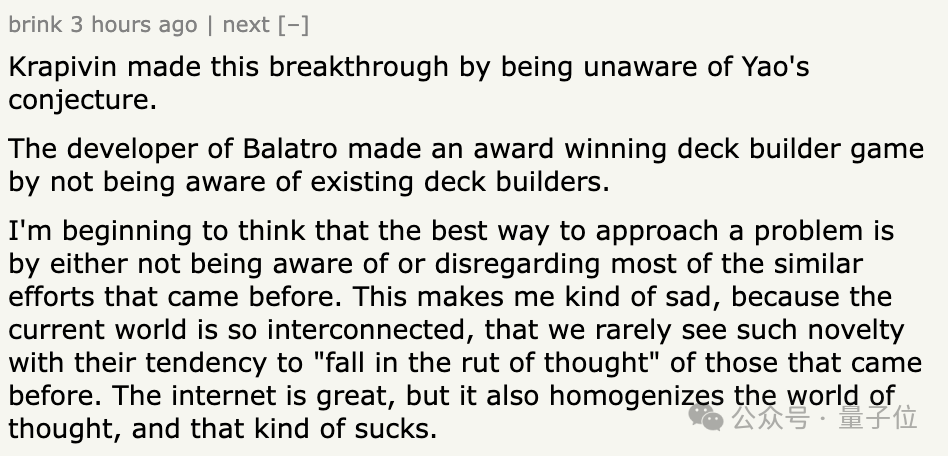 brink 3 hours ago | next [–]
Krapivin made this breakthrough by being unaware of Yao's
conjecture.
The developer of Balatro made an award winning deck builder game
by not being aware of existing deck builders.
I'm beginning to think that the best way to approach a problem is
by either not being aware of or disregarding most of the similar
efforts that came before. This makes me kind of sad, because the
current world is so interconnected, that we rarely see such novelty
with their tendency to "fall in the rut of thought" of those that came
before. The internet is great, but it also homogenizes the world of
thought, and that kind of sucks.
公众号 · 量子位